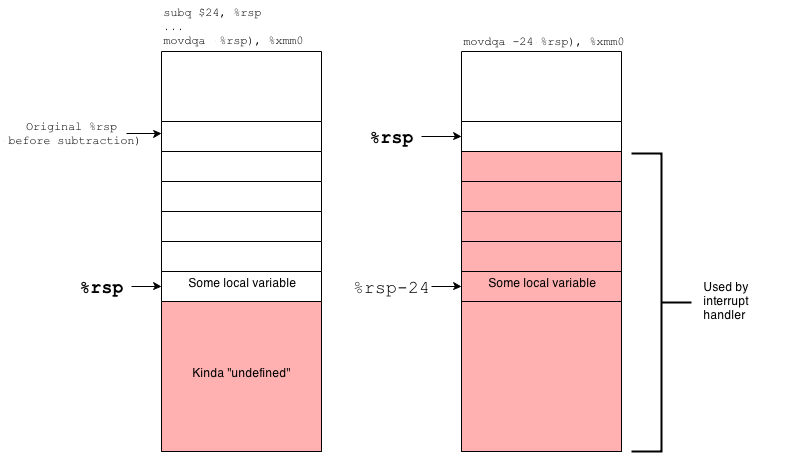 subq $24, %rsp
...
movdqa %rsp), %xmm0
movdqa -24 %rsp), %xmm0
Original %rsp
before subtraction)
%rsp
%rsp
Some local variable
%rsp-24
Some local variable
Used by
interrupt
handler
Kinda "undefined"